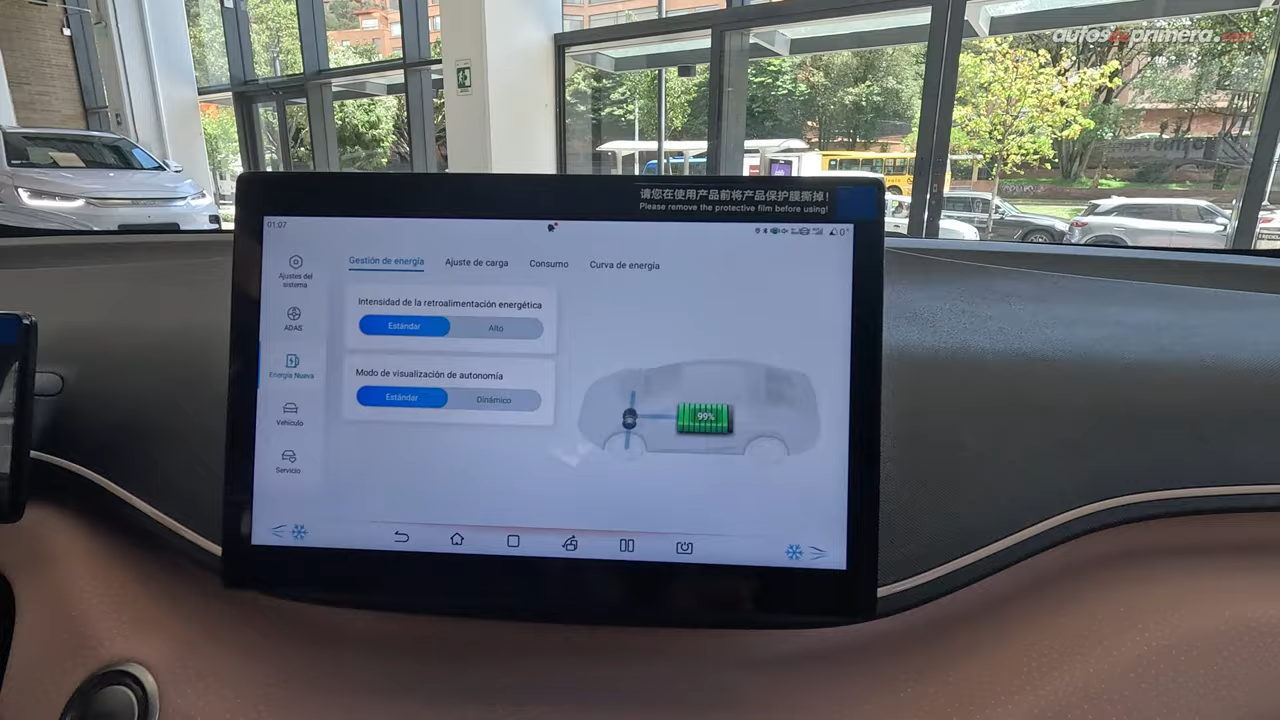 autosdeprimera.com
请您在使用产品前将产品保护膜撕掉!
Please remove the protective film before using!
01:07
0°
Ajustes del
sistema
ADAS
Energía Nueva
Vehículo
Servicio
Gestión de energía
Ajuste de carga
Consumo
Curva de energía
Intensidad de la retroalimentación energética
Estándar
Alto
Modo de visualización de autonomía
Estándar
Dinámico
99%